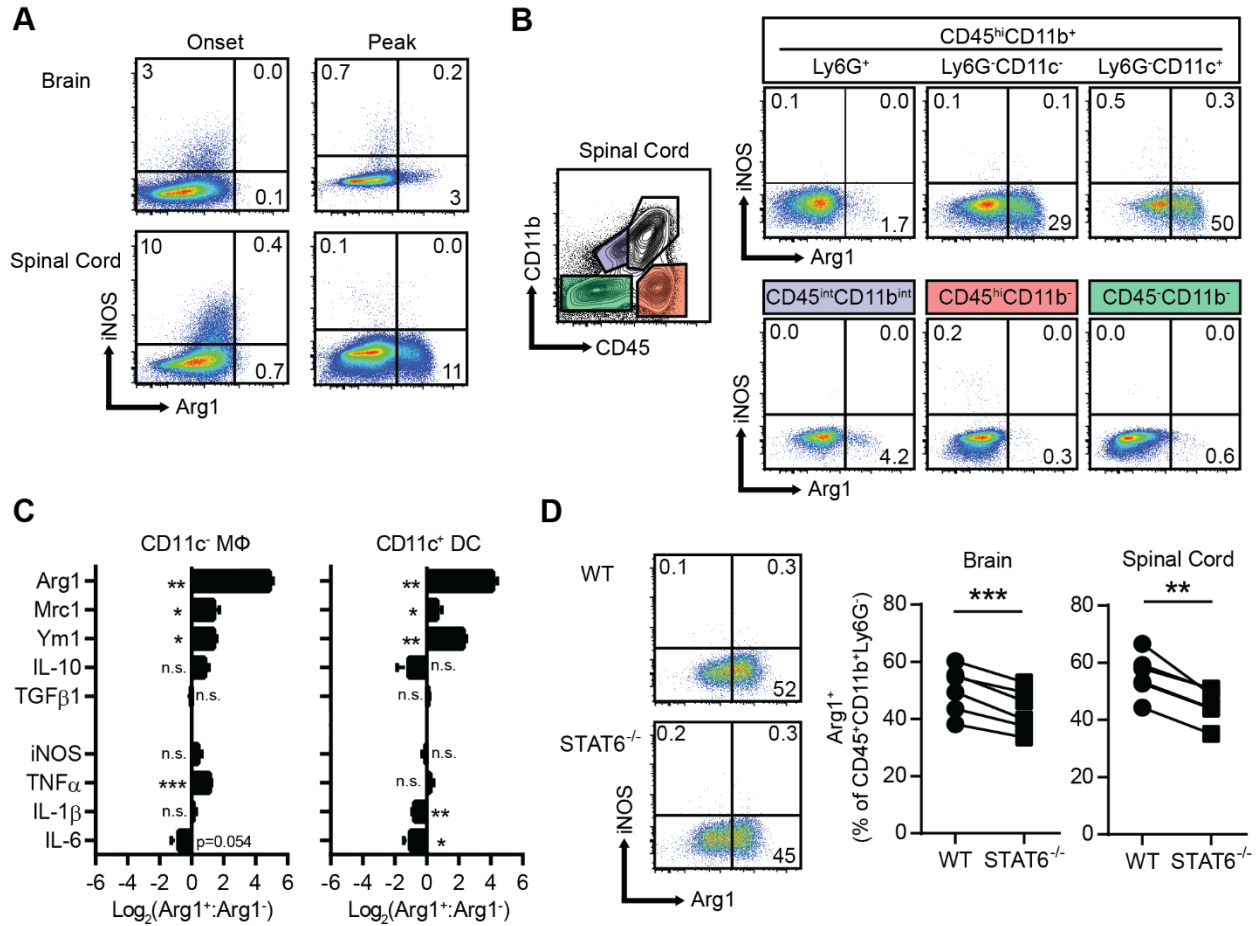 A
Onset
Peak
Brain
3
0.0
0.1
0.7
0.2
3
Spinal Cord
10
0.4
0.7
0.1
0.0
11
iNOS
Arg1
B
CD45ʰⁱCD11b⁺
Ly6G⁺
Ly6G⁻CD11c⁻
Ly6G⁻CD11c⁺
0.1
0.0
1.7
0.1
0.1
29
0.5
0.3
50
iNOS
Arg1
Spinal Cord
CD11b
CD45
CD45ⁱⁿᵗCD11bⁱⁿᵗ
CD45ʰⁱCD11b⁻
CD45⁻CD11b⁻
0.0
0.0
4.2
0.2
0.0
0.3
0.0
0.0
0.6
iNOS
Arg1
C
CD11c⁻ MΦ
CD11c⁺ DC
Arg1
**
**
Mrc1
*
*
Ym1
*
**
IL-10
n.s.
n.s.
TGFβ1
n.s.
n.s.
iNOS
n.s.
n.s.
TNFα
***
n.s.
IL-1β
n.s.
**
IL-6
p=0.054
*
-6 -4 -2 0 2 4 6
-6 -4 -2 0 2 4 6
Log₂(Arg1⁺:Arg1⁻)
Log₂(Arg1⁺:Arg1⁻)
D
WT
0.1
0.3
52
STAT6⁻/⁻
0.2
0.3
45
iNOS
Arg1
Brain
Spinal Cord
***
**
Arg1⁺
(% of CD45⁺CD11b⁺Ly6G⁻)
80
60
40
20
0
80
60
40
20
0
WT STAT6⁻/⁻
WT STAT6⁻/⁻